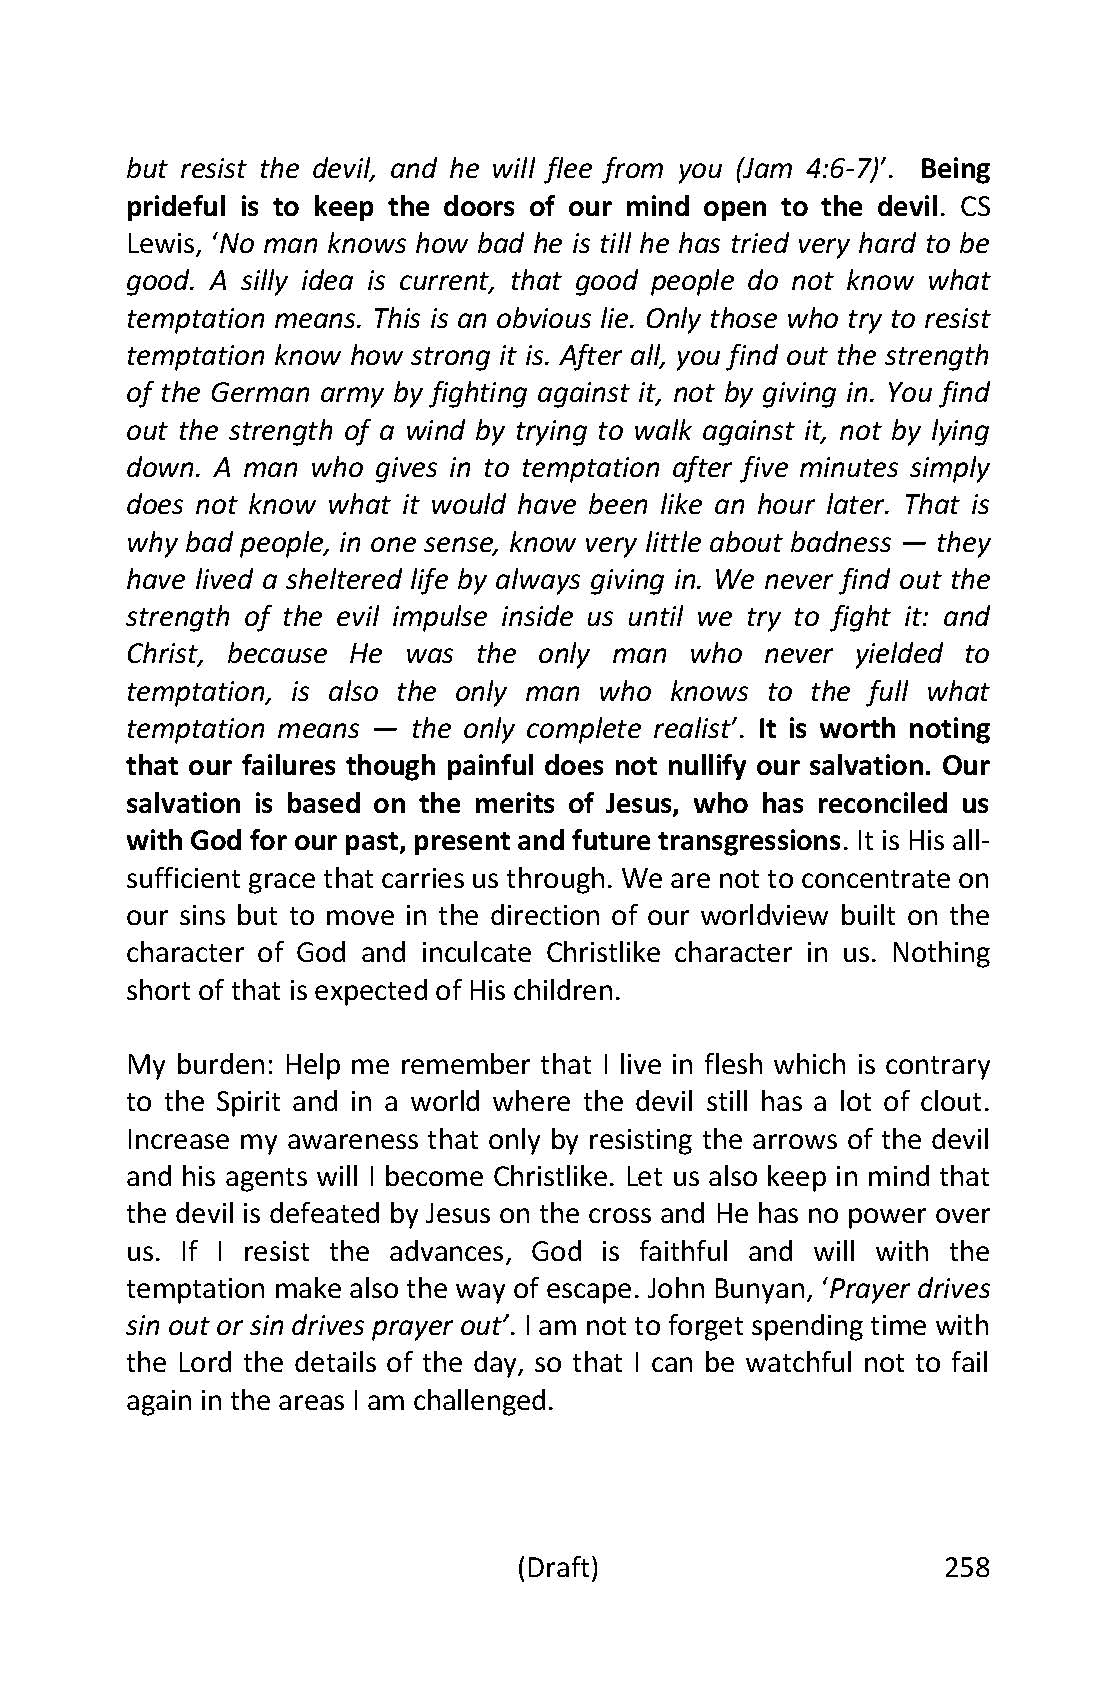 but resist the devil, and he will flee from you (Jam 4:6-7)’. Being
prideful is to keep the doors of our mind open to the devil. CS
Lewis, ‘No man knows how bad he is till he has tried very hard to be
good. A silly idea is current, that good people do not know what
temptation means. This is an obvious lie. Only those who try to resist
temptation know how strong it is. After all, you find out the strength
of the German army by fighting against it, not by giving in. You find
out the strength of a wind by trying to walk against it, not by lying
down. A man who gives in to temptation after five minutes simply
does not know what it would have been like an hour later. That is
why bad people, in one sense, know very little about badness — they
have lived a sheltered life by always giving in. We never find out the
strength of the evil impulse inside us until we try to fight it: and
Christ, because He was the only man who never yielded to
temptation, is also the only man who knows to the full what
temptation means — the only complete realist’. It is worth noting
that our failures though painful does not nullify our salvation. Our
salvation is based on the merits of Jesus, who has reconciled us
with God for our past, present and future transgressions. It is His all-
sufficient grace that carries us through. We are not to concentrate on
our sins but to move in the direction of our worldview built on the
character of God and inculcate Christlike character in us. Nothing
short of that is expected of His children.
My burden: Help me remember that I live in flesh which is contrary
to the Spirit and in a world where the devil still has a lot of clout.
Increase my awareness that only by resisting the arrows of the devil
and his agents will I become Christlike. Let us also keep in mind that
the devil is defeated by Jesus on the cross and He has no power over
us. If I resist the advances, God is faithful and will with the
temptation make also the way of escape. John Bunyan, ‘Prayer drives
sin out or sin drives prayer out’. I am not to forget spending time with
the Lord the details of the day, so that I can be watchful not to fail
again in the areas I am challenged.
(Draft) 258